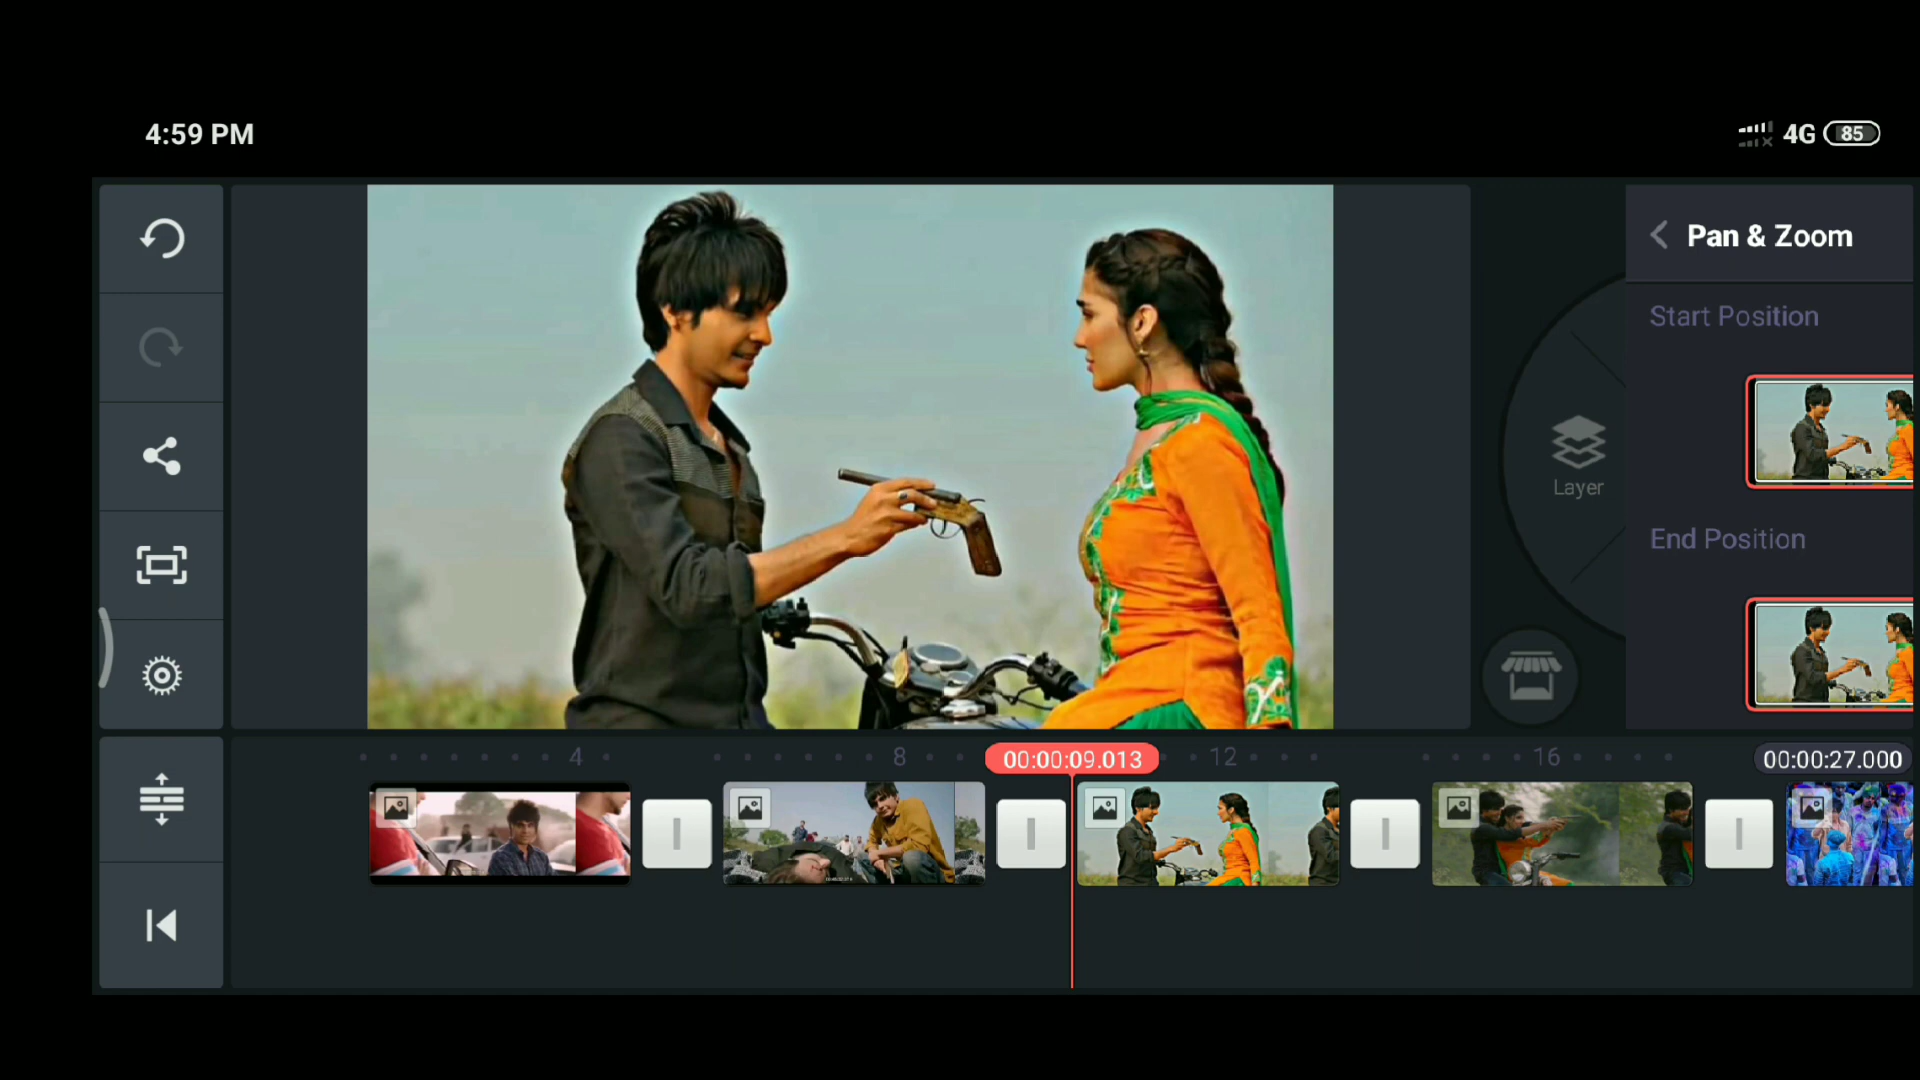 4:59 PM
4G 85
Pan & Zoom
Start Position
Layer
End Position
4
8
00:00:09.013
12
16
00:00:27.000